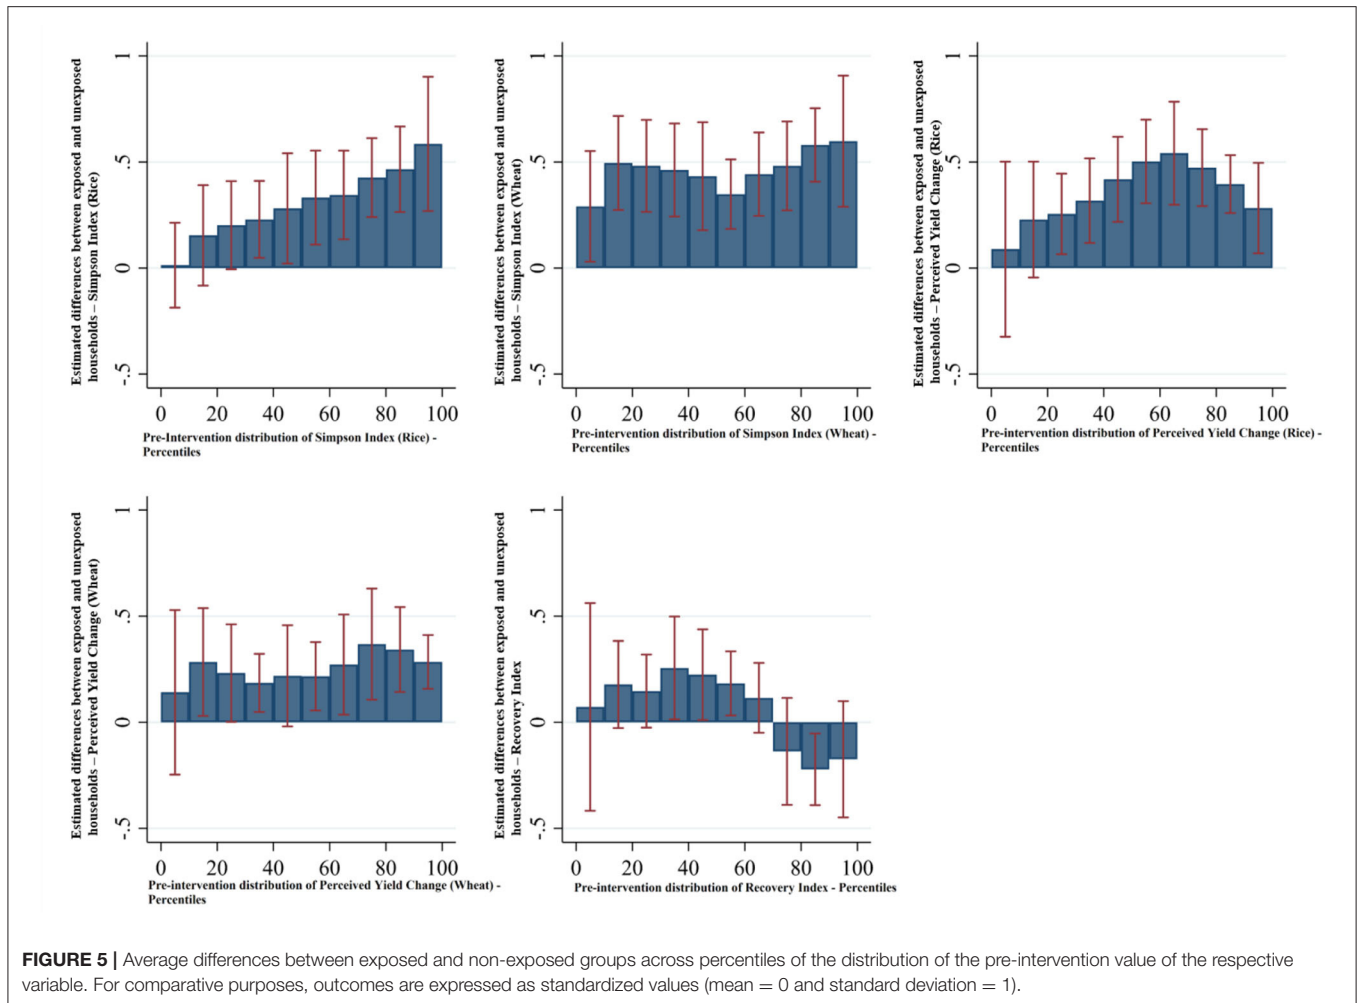 Estimated differences between exposed and unexposed
households – Simpson Index (Rice)
1
.5
0
-.5
0 20 40 60 80 100
Pre-Intervention distribution of Simpson Index (Rice) -
Percentiles
Estimated differences between exposed and unexposed
households – Simpson Index (Wheat)
1
.5
0
-.5
0 20 40 60 80 100
Pre-intervention distribution of Simpson Index (Wheat) -
Percentiles
Estimated differences between exposed and unexposed
households – Perceived Yield Change (Rice)
1
.5
0
-.5
0 20 40 60 80 100
Pre-intervention distribution of Perceived Yield Change (Rice) -
Percentiles
Estimated differences between exposed and unexposed
households – Perceived Yield Change (Wheat)
1
.5
0
-.5
0 20 40 60 80 100
Pre-intervention distribution of Perceived Yield Change (Wheat) -
Percentiles
Estimated differences between exposed and unexposed
households – Recovery Index
1
.5
0
-.5
0 20 40 60 80 100
Pre-intervention distribution of Recovery Index - Percentiles
FIGURE 5 | Average differences between exposed and non-exposed groups across percentiles of the distribution of the pre-intervention value of the respective
variable. For comparative purposes, outcomes are expressed as standardized values (mean = 0 and standard deviation = 1).